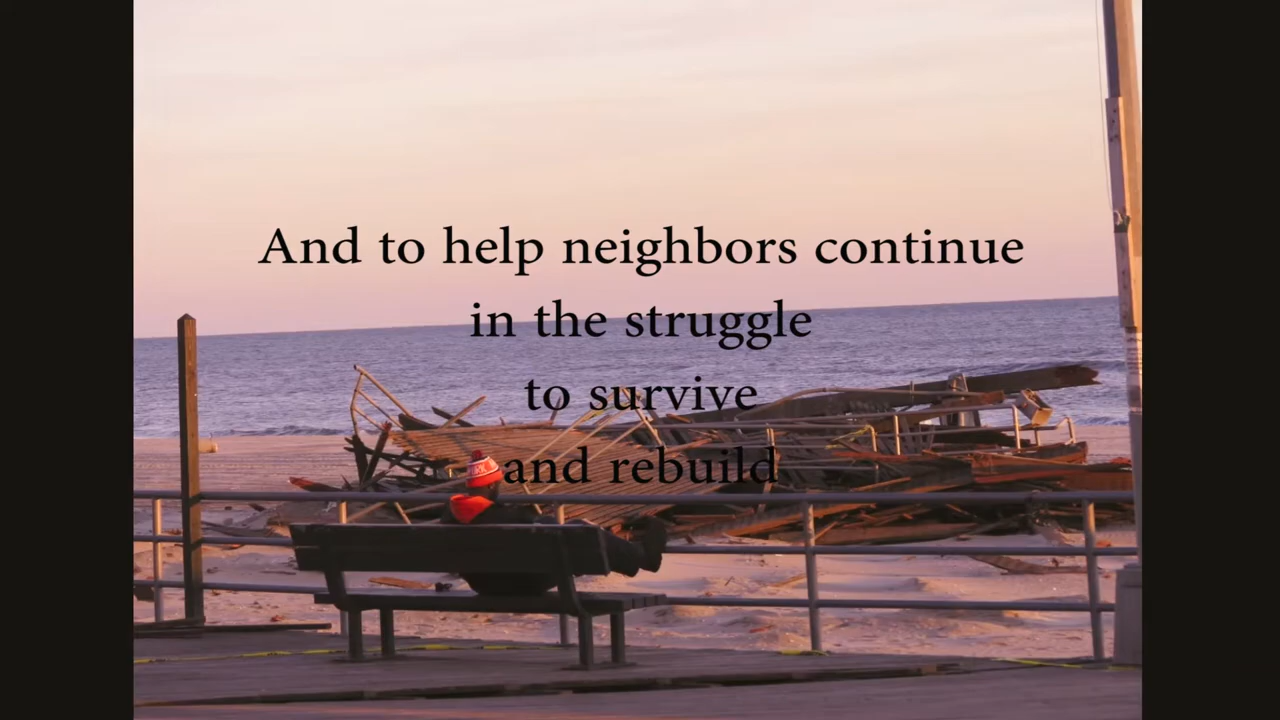 And to help neighbors continue
in the struggle
to survive
and rebuild